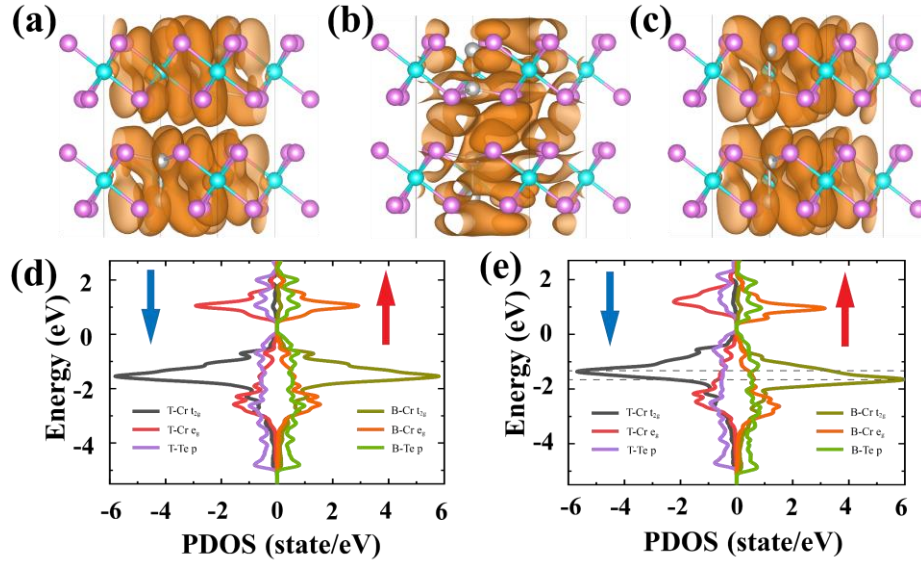 (a)
(b)
(c)
(d)
Energy (eV)
2
0
-2
-4
T-Cr t2g
T-Cr eg
T-Te p
B-Cr t2g
B-Cr eg
B-Te p
-6 -4 -2 0 2 4 6
PDOS (state/eV)
(e)
Energy (eV)
2
0
-2
-4
T-Cr t2g
T-Cr eg
T-Te p
B-Cr t2g
B-Cr eg
B-Te p
-6 -4 -2 0 2 4 6
PDOS (state/eV)